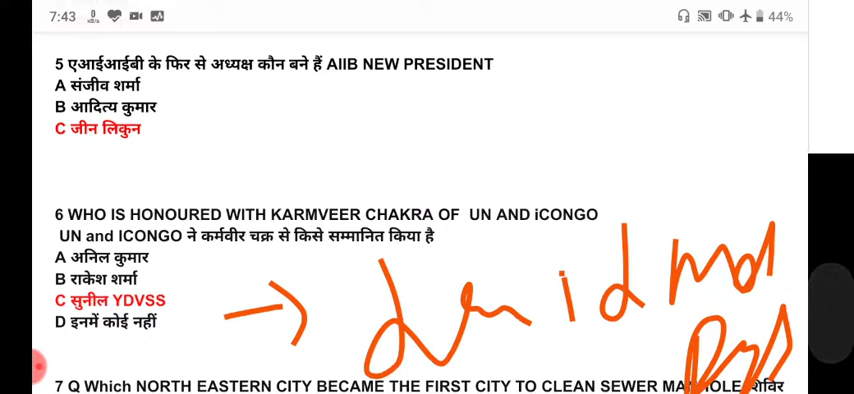 7:43 0 KB/s 44%
5 एआईआईबी के फिर से अध्यक्ष कौन बने हैं AIIB NEW PRESIDENT
A संजीव शर्मा
B आदित्य कुमार
C जीन लिकुन
6 WHO IS HONOURED WITH KARMVEER CHAKRA OF UN AND iCONGO
UN and ICONGO ने कर्मवीर चक्र से किसे सम्मानित किया है
A अनिल कुमार
B राकेश शर्मा
C सुनील YDVSS
D इनमें कोई नहीं
7 Q Which NORTH EASTERN CITY BECAME THE FIRST CITY TO CLEAN SEWER